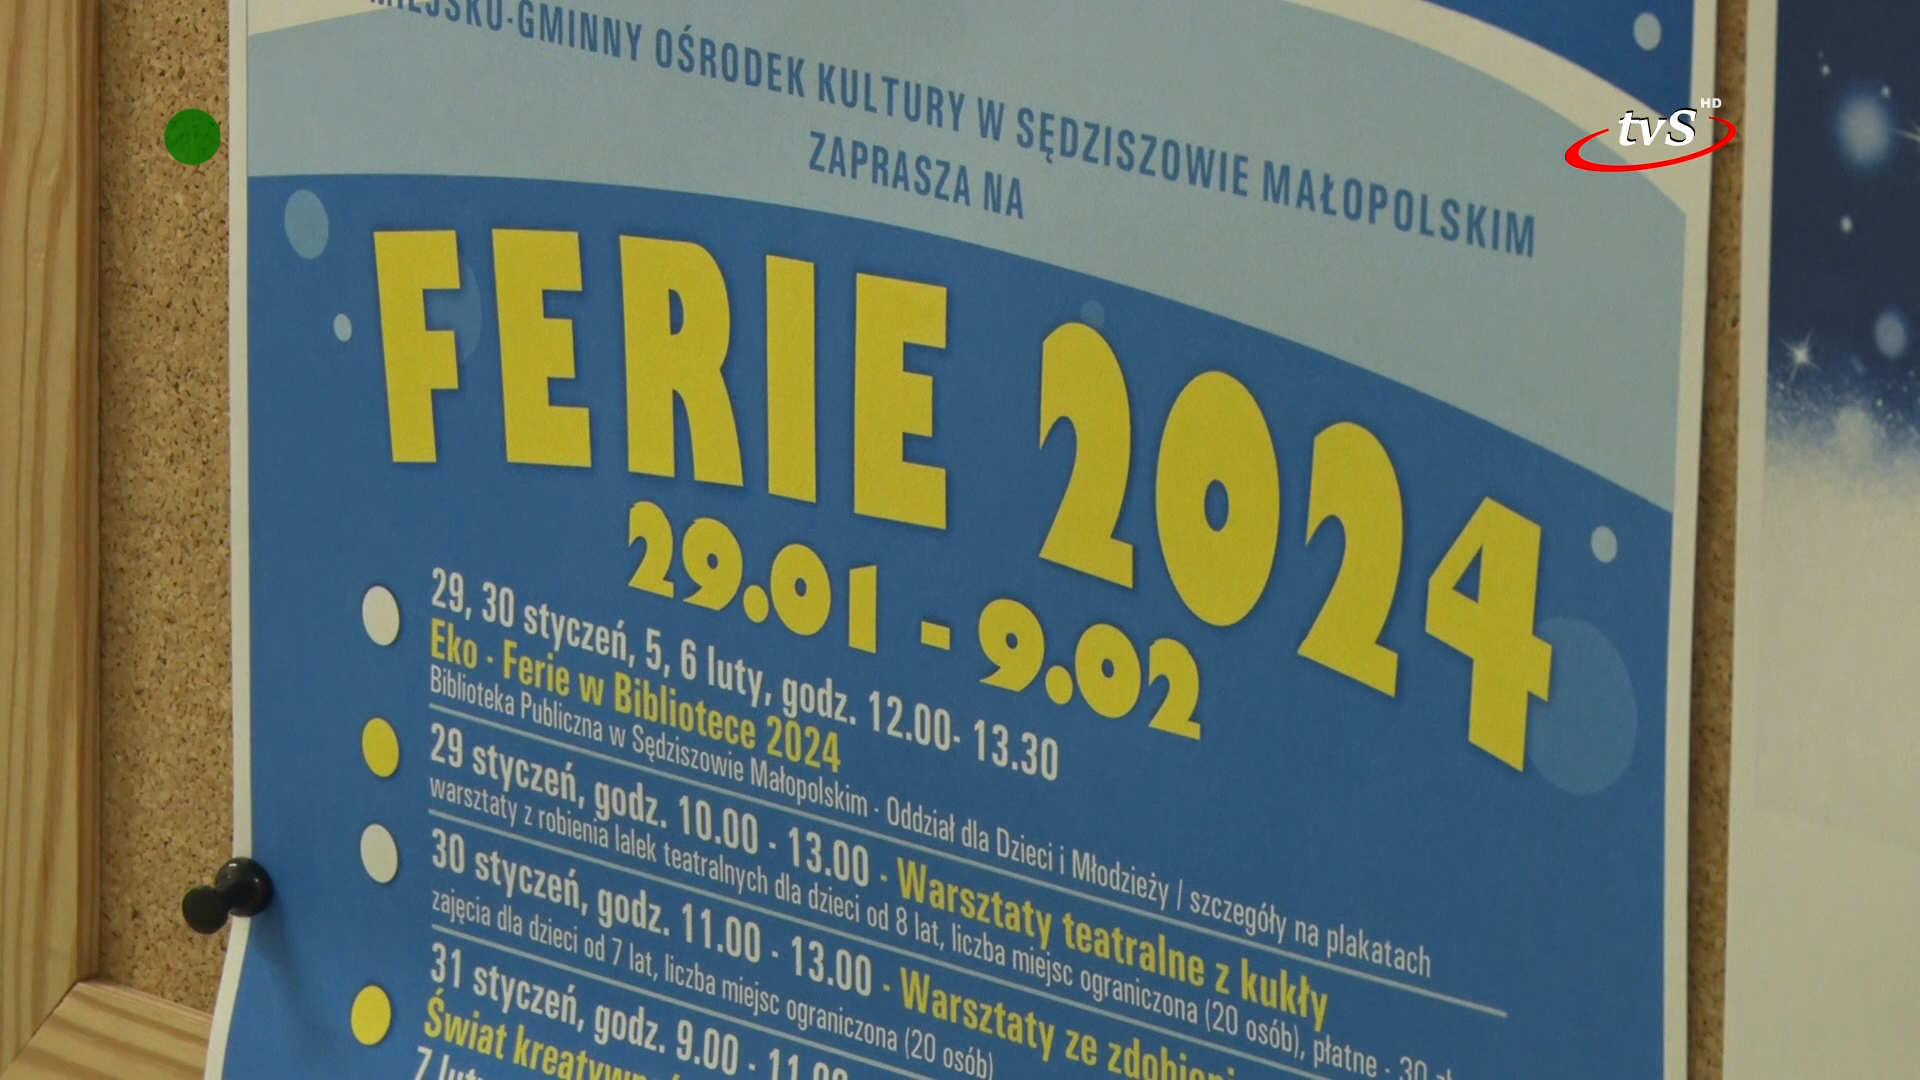 MIEJSKO-GMINNY OŚRODEK KULTURY W SĘDZISZOWIE MAŁOPOLSKIM
ZAPRASZA NA
tvS HD
FERIE 2024
29.01 - 9.02
29, 30 styczeń, 5, 6 luty, godz. 12.00- 13.30
Eko - Ferie w Bibliotece 2024
Biblioteka Publiczna w Sędziszowie Małopolskim - Oddział dla Dzieci i Młodzieży | szczegóły na plakatach
29 styczeń, godz. 10.00 - 13.00 - Warsztaty teatralne z kukły
warsztaty z robienia lalek teatralnych dla dzieci od 8 lat, liczba miejsc ograniczona (20 osób), płatne - 30 zł
30 styczeń, godz. 11.00 - 13.00 - Warsztaty ze
zajęcia dla dzieci od 7 lat, liczba miejsc ograniczona (20 osób)
31 styczeń, godz. 9.00 -
Świat
7